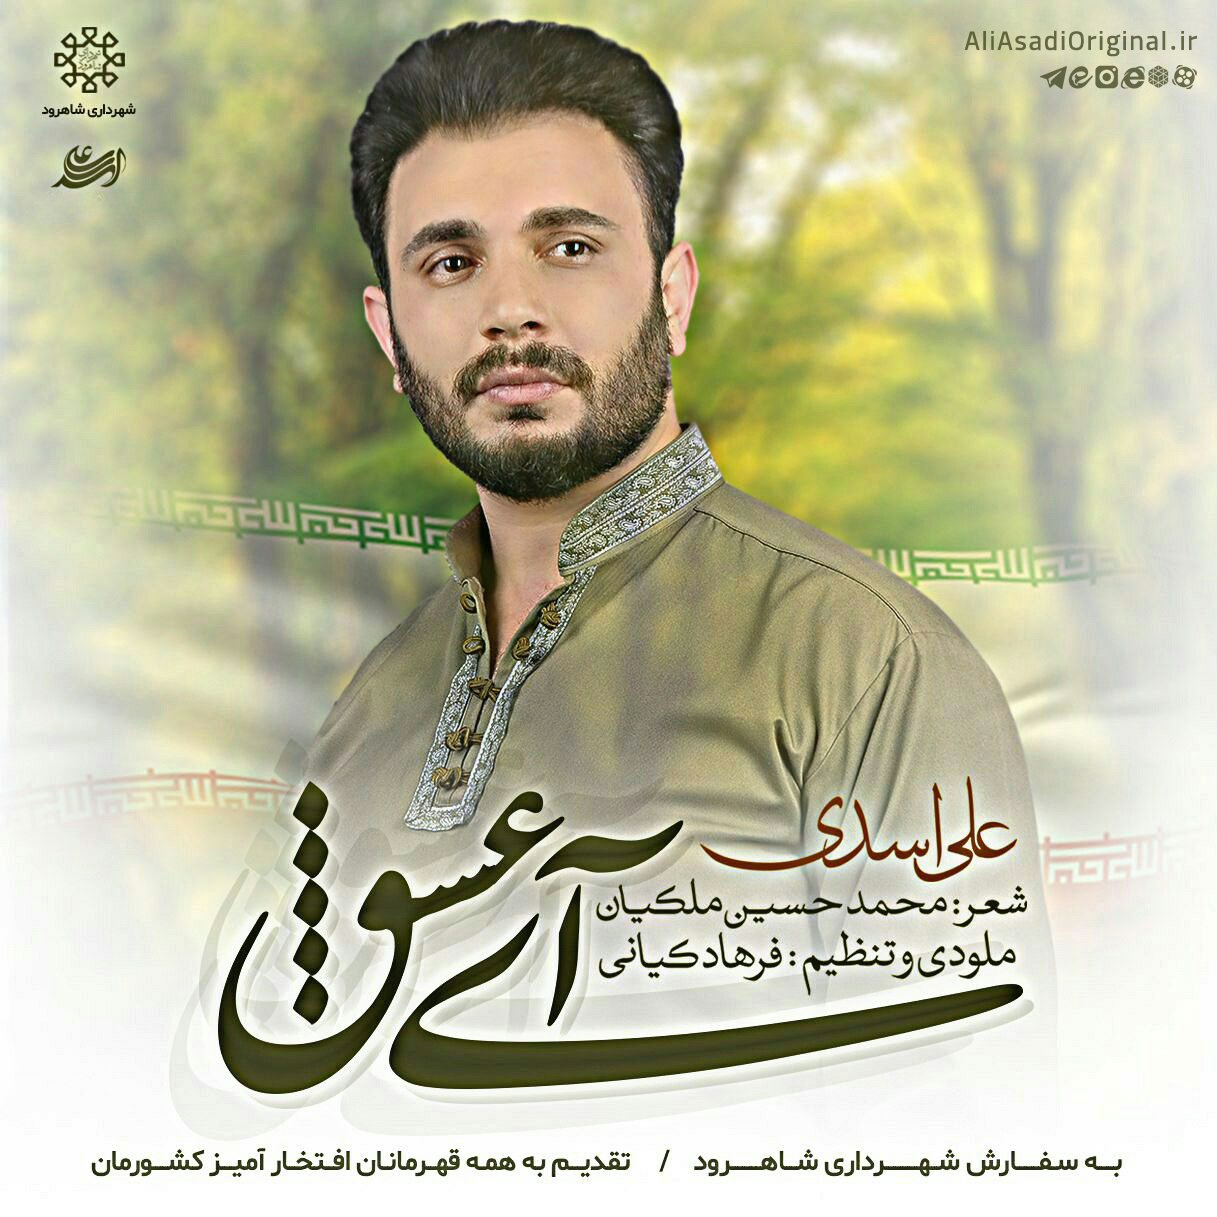 AliAsadiOriginal.ir
شهرداری شاهرود
علی اسدی
شعر: محمد حسین ملکیان
ملودی و تنظیم: فرهاد کیانی
آی عشق
به سفارش شهرداری شاهرود / تقدیم به همه قهرمانان افتخار آمیز کشورمان